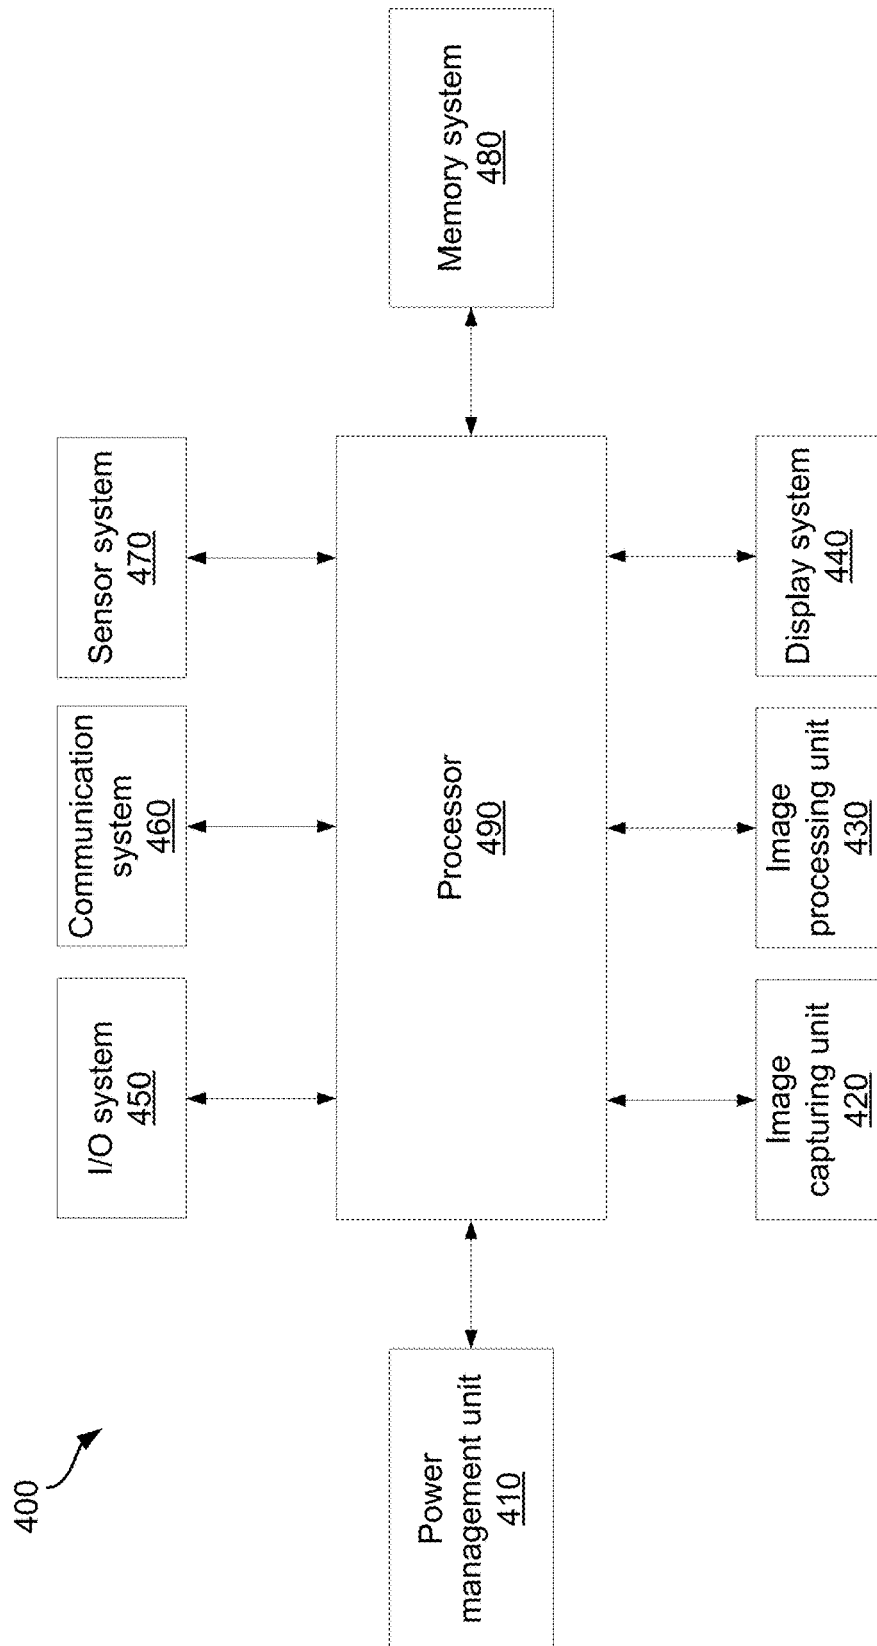 400
I/O system
450
Communication
system
460
Sensor system
470
Power
management unit
410
Processor
490
Memory system
480
Image
capturing unit
420
Image
processing unit
430
Display system
440